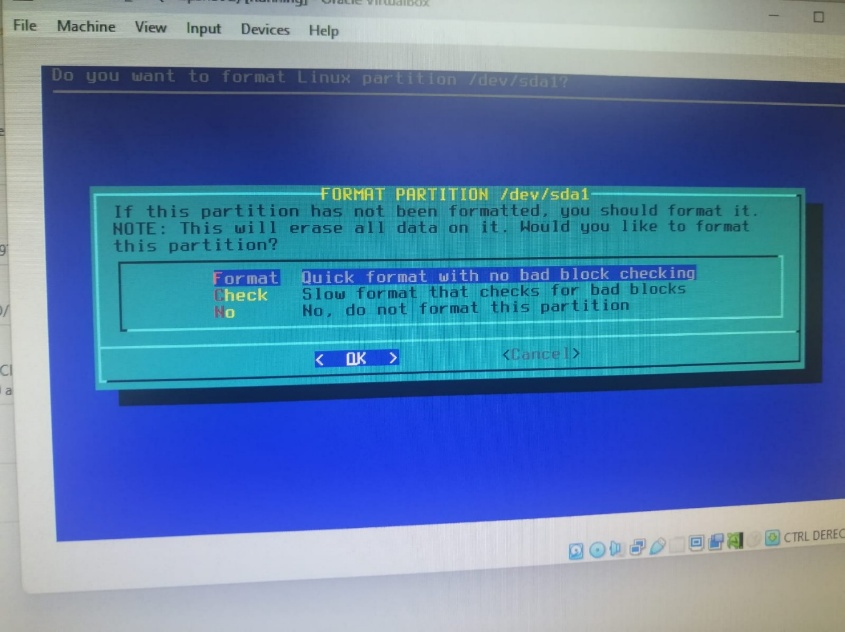 Oracle VirtualBox
File Machine View Input Devices Help
Do you want to format Linux partition /dev/sda1?
FORMAT PARTITION /dev/sda1
If this partition has not been formatted, you should format it.
NOTE: This will erase all data on it. Would you like to format
this partition?
Format Quick format with no bad block checking
Check Slow format that checks for bad blocks
No No, do not format this partition
< OK > <Cancel>
CTRL DEREC